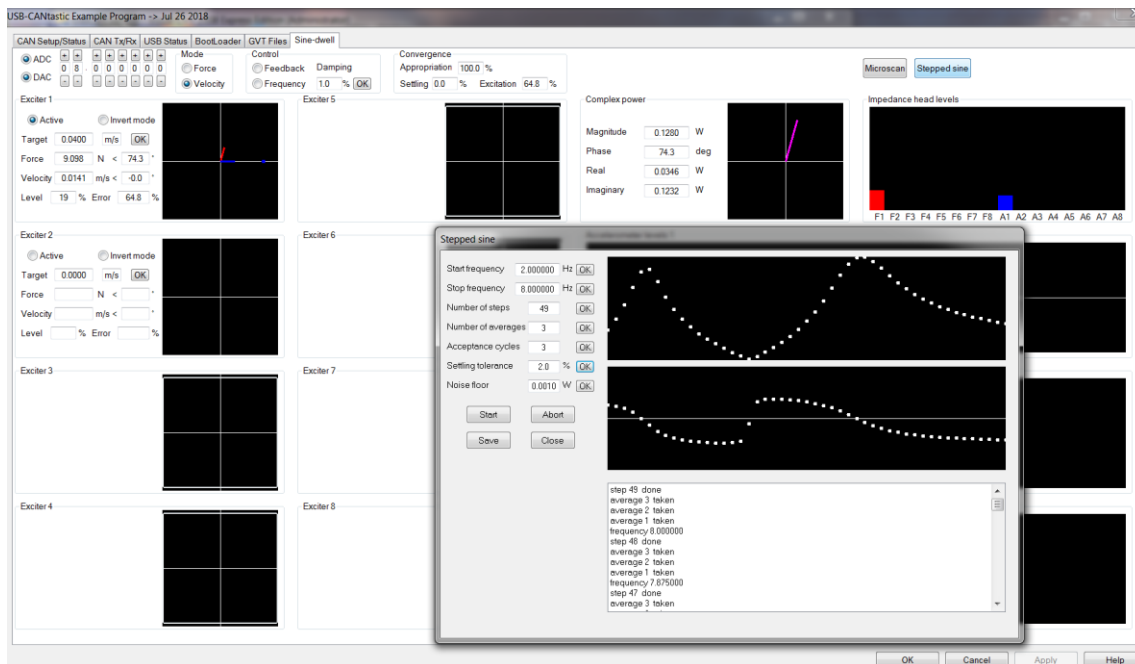 USB-CANtastic Example Program -> Jul 26 2018
CAN Setup/Status CAN Tx/Rx USB Status BootLoader GVT Files Sine-dwell
ADC + + + + + + + +
0 8 . 0 0 0 0 0 0
DAC - - - - - - - -
Mode
Force
Velocity
Control
Feedback Damping
Frequency 1.0 % OK
Convergence
Appropriation 100.0 %
Settling 0.0 % Excitation 64.8 %
Microscan Stepped sine
Exciter 1
Active Invert mode
Target 0.0400 m/s OK
Force 9.098 N < 74.3 °
Velocity 0.0141 m/s < -0.0 °
Level 19 % Error 64.8 %
Exciter 5
Complex power
Magnitude 0.1280 W
Phase 74.3 deg
Real 0.0346 W
Imaginary 0.1232 W
Impedance head levels
F1 F2 F3 F4 F5 F6 F7 F8 A1 A2 A3 A4 A5 A6 A7 A8
Exciter 2
Active Invert mode
Target 0.0000 m/s OK
Force N < °
Velocity m/s < °
Level % Error %
Exciter 6
Exciter 3
Exciter 7
Exciter 4
Exciter 8
Stepped sine
Start frequency 2.000000 Hz OK
Stop frequency 8.000000 Hz OK
Number of steps 49 OK
Number of averages 3 OK
Acceptance cycles 3 OK
Settling tolerance 2.0 % OK
Noise floor 0.0010 W OK
Start Abort
Save Close
step 49 done
average 3 taken
average 2 taken
average 1 taken
frequency 8.000000
step 48 done
average 3 taken
average 2 taken
average 1 taken
frequency 7.875000
step 47 done
average 3 taken
OK Cancel Apply Help